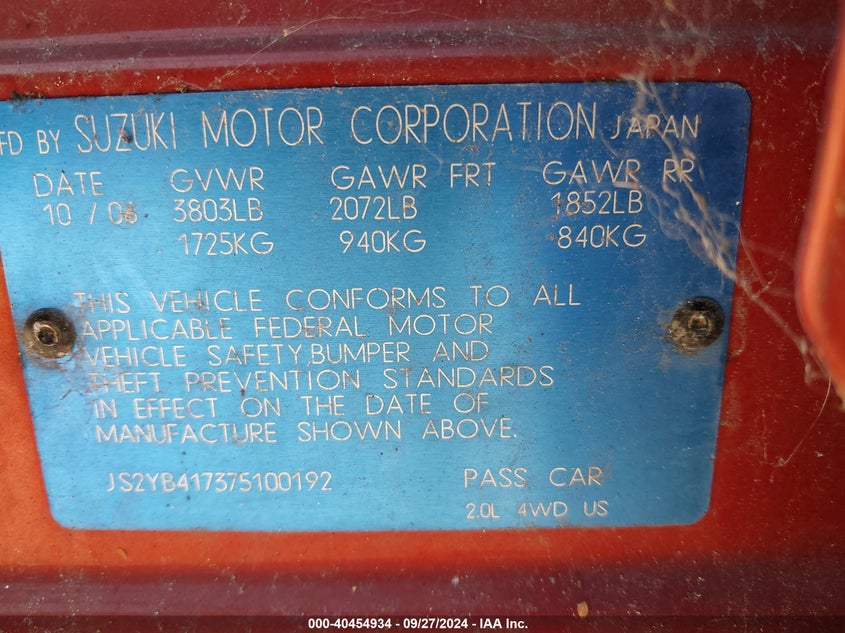 FD BY SUZUKI MOTOR CORPORATION JAPAN
DATE GVWR GAWR FRT GAWR RR
10 / 06 3803LB 2072LB 1852LB
1725KG 940KG 840KG
THIS VEHICLE CONFORMS TO ALL
APPLICABLE FEDERAL MOTOR
VEHICLE SAFETY,BUMPER AND
THEFT PREVENTION STANDARDS
IN EFFECT ON THE DATE OF
MANUFACTURE SHOWN ABOVE.
JS2YB417375100192 PASS CAR
2.0L 4WD US
000-40454934 - 09/27/2024 - IAA Inc.